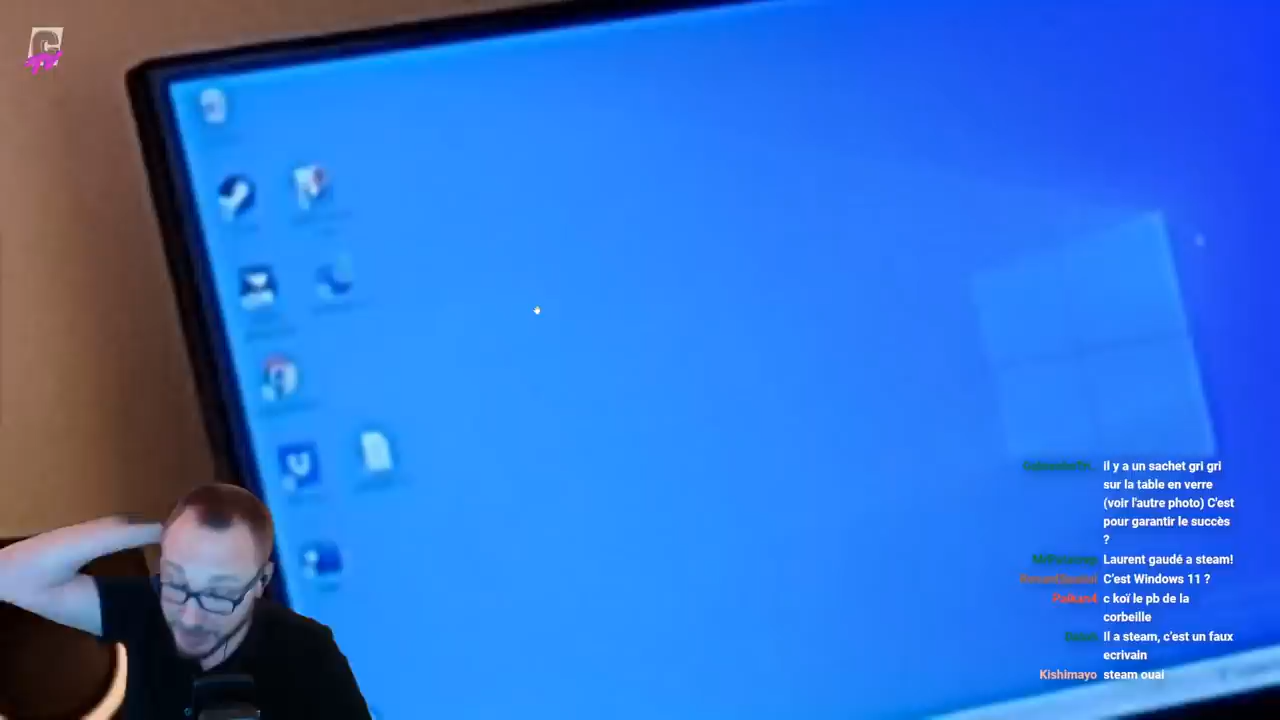 il y a un sachet gri gri
sur la table en verre
(voir l'autre photo) C'est
pour garantir le succès
?
Laurent gaudé a steam!
C'est Windows 11 ?
c koï le pb de la
corbeille
Il a steam, c'est un faux
ecrivain
Kishimayo steam ouai